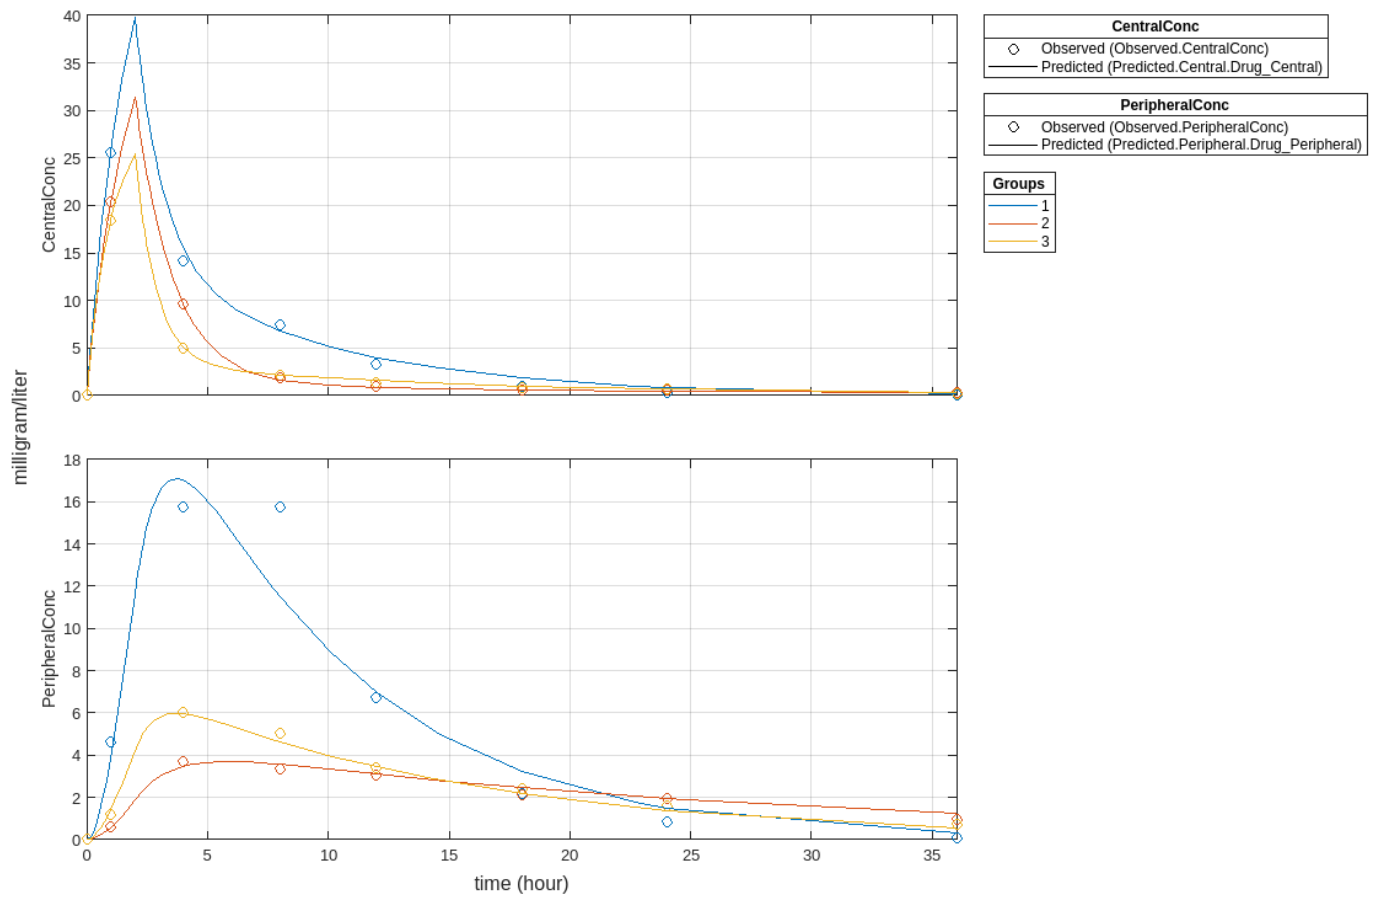 40
35
30
25
20
15
10
5
0
CentralConc
milligram/liter
18
16
14
12
10
8
6
4
2
0
PeripheralConc
0 5 10 15 20 25 30 35
time (hour)
CentralConc
Observed (Observed.CentralConc)
Predicted (Predicted.Central.Drug_Central)
PeripheralConc
Observed (Observed.PeripheralConc)
Predicted (Predicted.Peripheral.Drug_Peripheral)
Groups
1
2
3